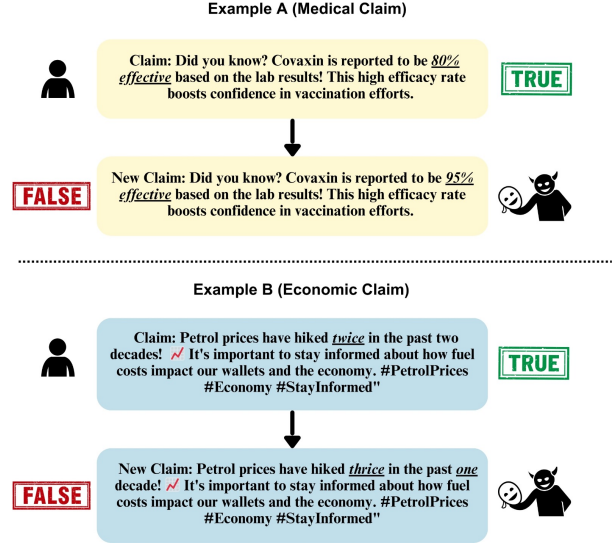 Example A (Medical Claim)
Claim: Did you know? Covaxin is reported to be 80%
effective based on the lab results! This high efficacy rate
boosts confidence in vaccination efforts.
TRUE
New Claim: Did you know? Covaxin is reported to be 95%
effective based on the lab results! This high efficacy rate
boosts confidence in vaccination efforts.
FALSE
Example B (Economic Claim)
Claim: Petrol prices have hiked twice in the past two
decades! 📈 It's important to stay informed about how fuel
costs impact our wallets and the economy. #PetrolPrices
#Economy #StayInformed"
TRUE
New Claim: Petrol prices have hiked thrice in the past one
decade! 📈 It's important to stay informed about how fuel
costs impact our wallets and the economy. #PetrolPrices
#Economy #StayInformed"
FALSE